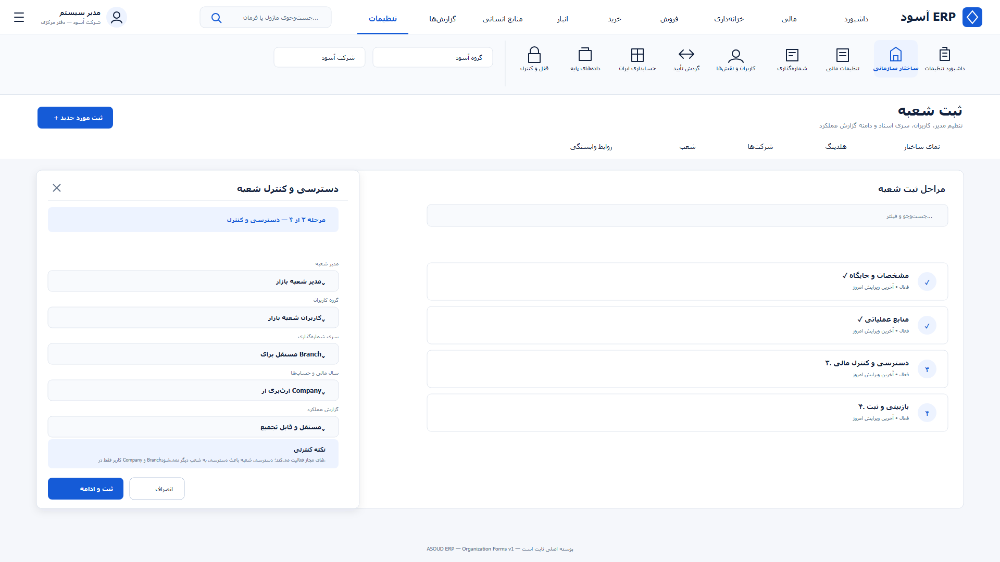 آسود ERP
داشبورد
مالی
خزانه‌داری
فروش
خرید
انبار
منابع انسانی
گزارش‌ها
تنظیمات
جست‌وجوی ماژول یا فرمان...
مدیر سیستم
شرکت آسود — دفتر مرکزی
داشبورد تنظیمات
ساختار سازمانی
تنظیمات مالی
شماره‌گذاری
کاربران و نقش‌ها
گردش تأیید
حسابداری ایران
داده‌های پایه
قفل و کنترل
گروه آسود
شرکت آسود
ثبت شعبه
تنظیم مدیر، کاربران، سری اسناد و دامنه گزارش عملکرد
ثبت مورد جدید +
نمای ساختار
هلدینگ
شرکت‌ها
شعب
روابط وابستگی
مراحل ثبت شعبه
جست‌وجو و فیلتر...
✓
مشخصات و جایگاه ✓
فعال • آخرین ویرایش امروز
✓
منابع عملیاتی ✓
فعال • آخرین ویرایش امروز
۳
دسترسی و کنترل مالی .۳
فعال • آخرین ویرایش امروز
۴
بازبینی و ثبت .۴
فعال • آخرین ویرایش امروز
دسترسی و کنترل شعبه
مرحله ۳ از ۴ — دسترسی و کنترل
مدیر شعبه
مدیر شعبه بازار
گروه کاربران
کاربران شعبه بازار
سری شماره‌گذاری
Branch مستقل برای
سال مالی و حساب‌ها
Company ارث‌بری از
گزارش عملکرد
مستقل و قابل تجمیع
نکته کنترلی
.های مجاز فعالیت می‌کند؛ دسترسی شعبه باعث دسترسی به شعب دیگر نمی‌شودBranch و Company کاربر فقط در
انصراف
ثبت و ادامه
پوسته اصلی ثابت است — ASOUD ERP — Organization Forms v1